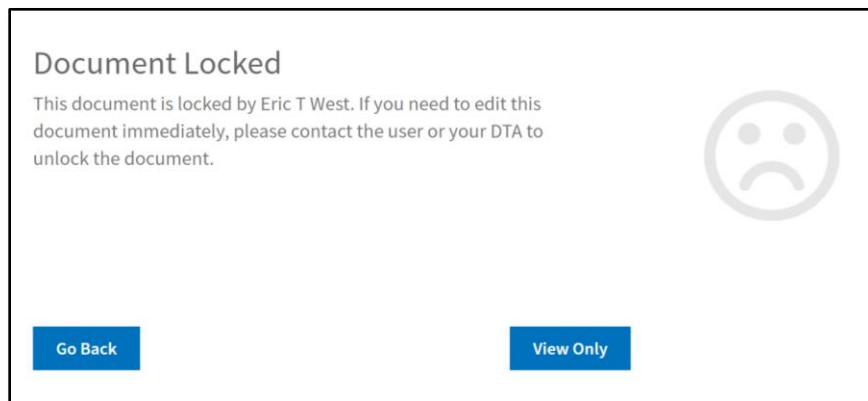 Document Locked
This document is locked by Eric T West. If you need to edit this
document immediately, please contact the user or your DTA to
unlock the document.
Go Back
View Only